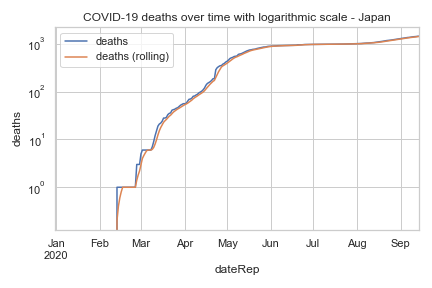 COVID-19 deaths over time with logarithmic scale - Japan
deaths
deaths (rolling)
10³
10²
10¹
10⁰
deaths
Jan Feb Mar Apr May Jun Jul Aug Sep
2020
dateRep